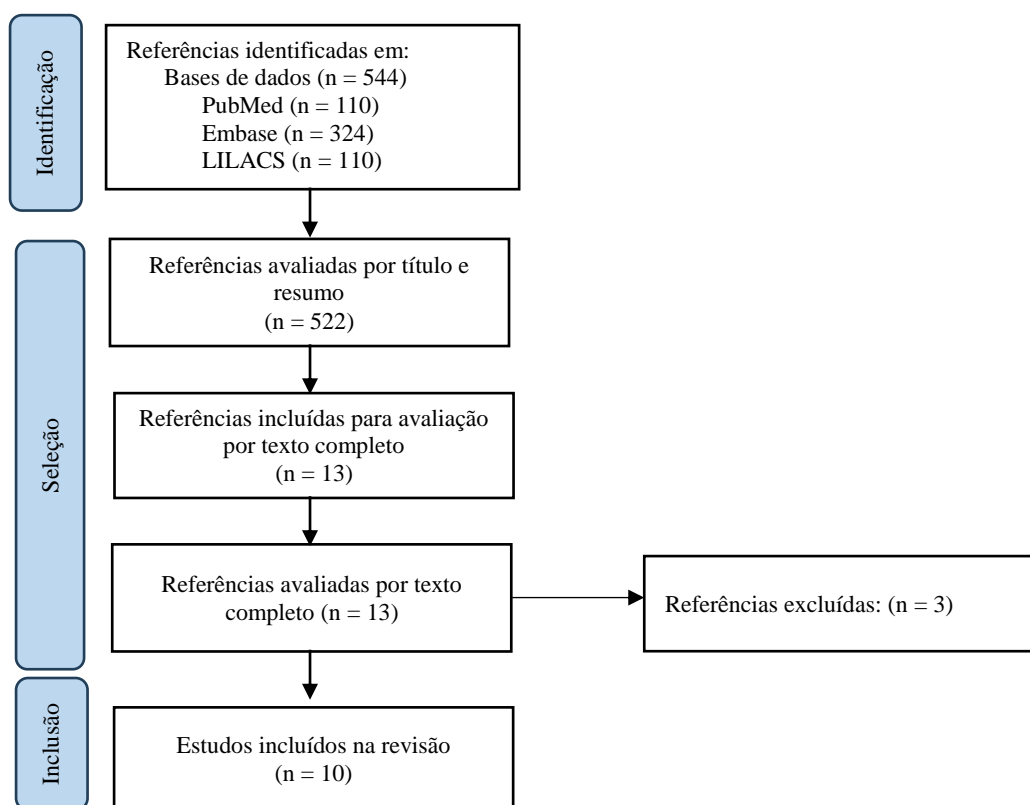 Identificação
Referências identificadas em:
Bases de dados (n = 544)
PubMed (n = 110)
Embase (n = 324)
LILACS (n = 110)
Seleção
Referências avaliadas por título e
resumo
(n = 522)
Referências incluídas para avaliação
por texto completo
(n = 13)
Referências avaliadas por texto
completo (n = 13)
Referências excluídas: (n = 3)
Inclusão
Estudos incluídos na revisão
(n = 10)